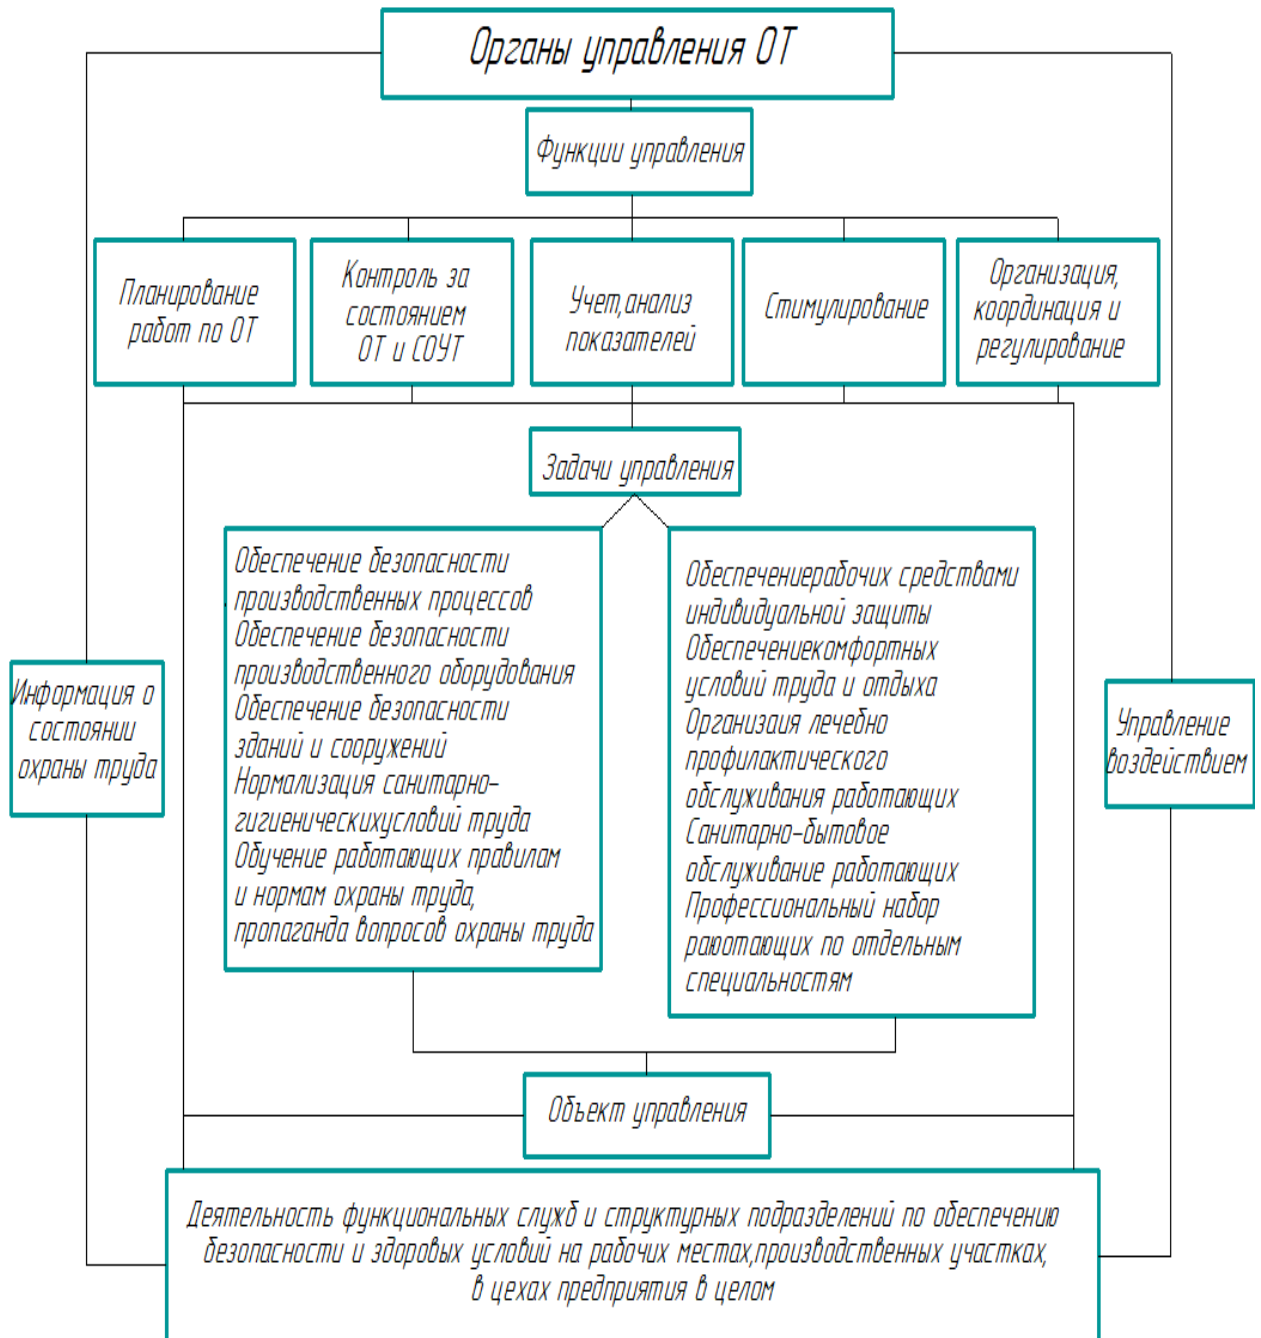 Органы управления ОТ
Функции управления
Планирование
работ по ОТ
Контроль за
состоянием
ОТ и СОУТ
Учет,анализ
показателей
Стимулирование
Организация,
координация и
регулирование
Задачи управления
Обеспечение безопасности
производственных процессов
Обеспечение безопасности
производственного оборудования
Обеспечение безопасности
зданий и сооружений
Нормализация санитарно-
гигиеническихусловий труда
Обучение работающих правилам
и нормам охраны труда,
пропаганда вопросов охраны труда
Обеспечениерабочих средствами
индивидуальной защиты
Обеспечениекомфортных
условий труда и отдыха
Организаия лечебно
профилактического
обслуживания работающих
Санитарно-бытовое
обслуживание работающих
Профессиональный набор
раюотающих по отдельным
специальностям
Информация о
состоянии
охраны труда
Управление
воздействием
Объект управления
Деятельность функциональных служб и структурных подразделений по обеспечению
безопасности и здоровых условий на рабочих местах,производственных участках,
в цехах предприятия в целом